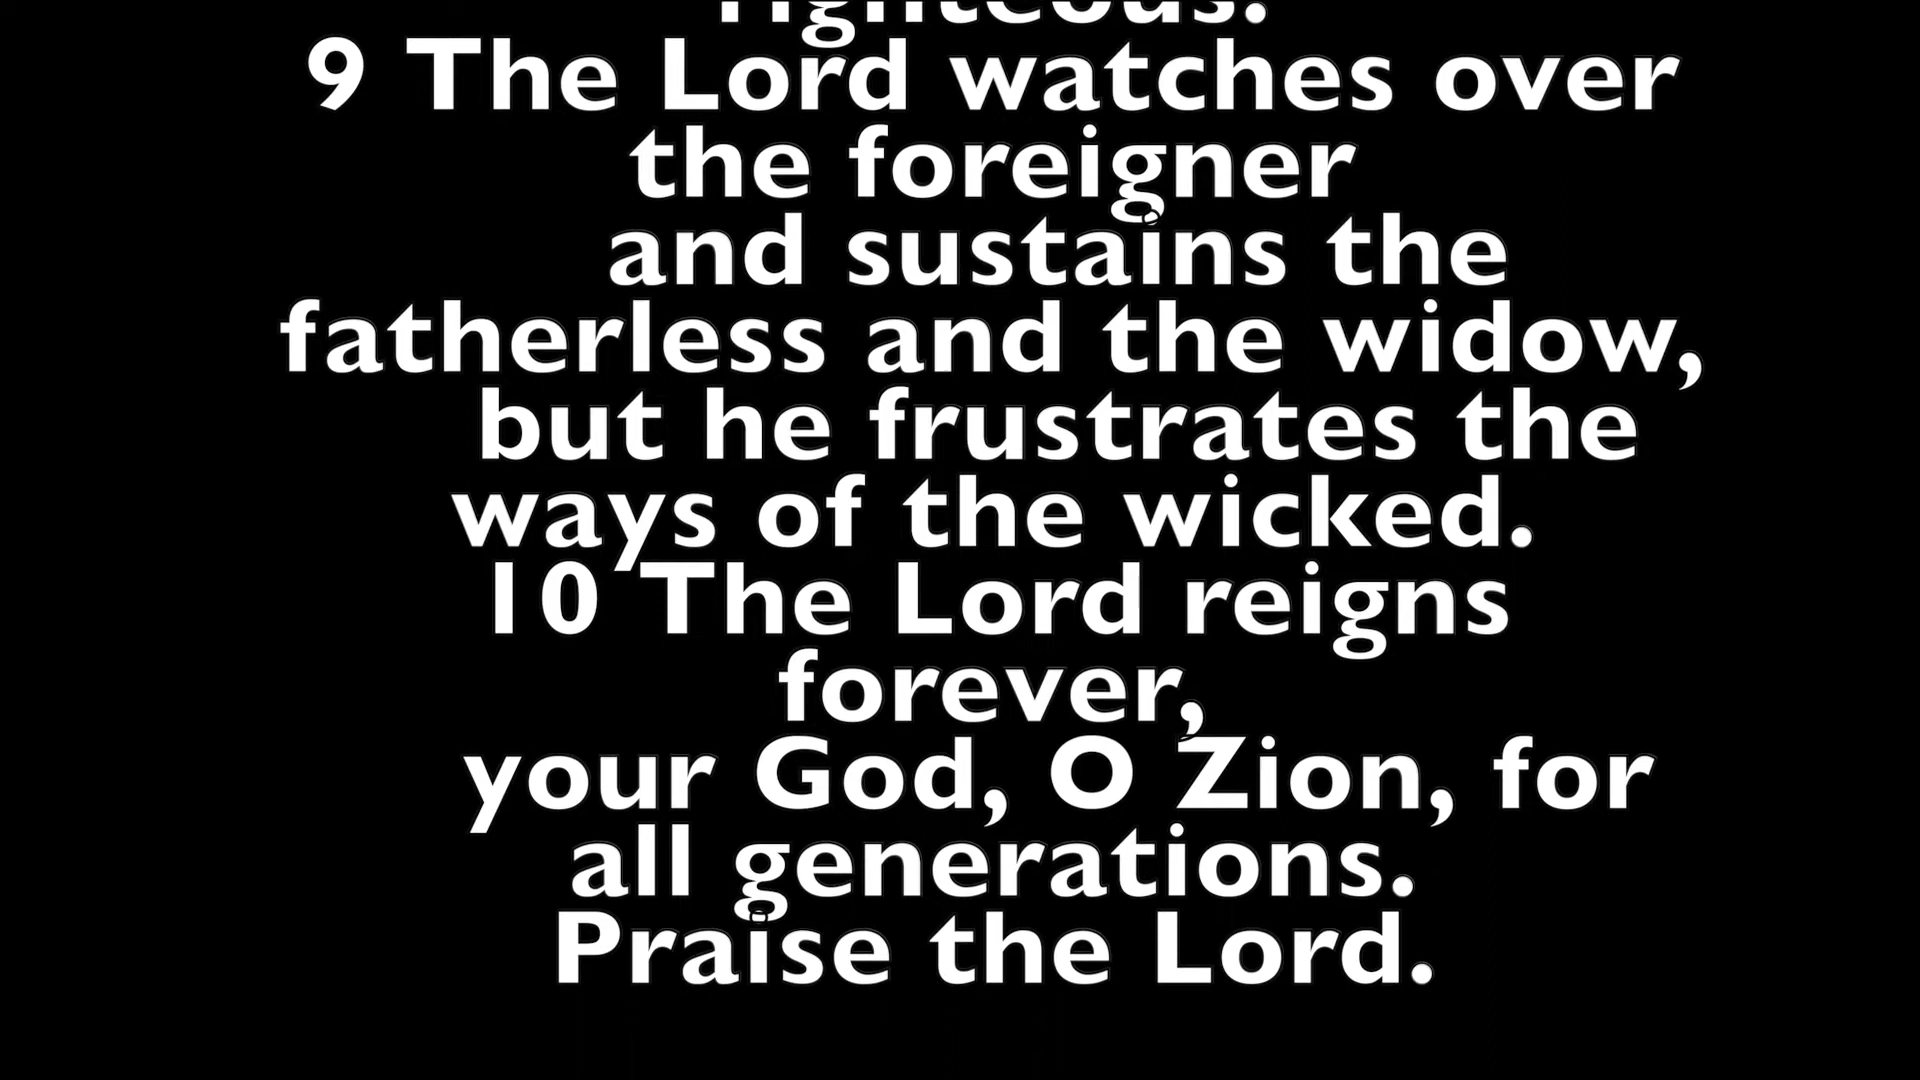 righteous.
9 The Lord watches over
the foreigner
and sustains the
fatherless and the widow,
but he frustrates the
ways of the wicked.
10 The Lord reigns
forever,
your God, O Zion, for
all generations.
Praise the Lord.